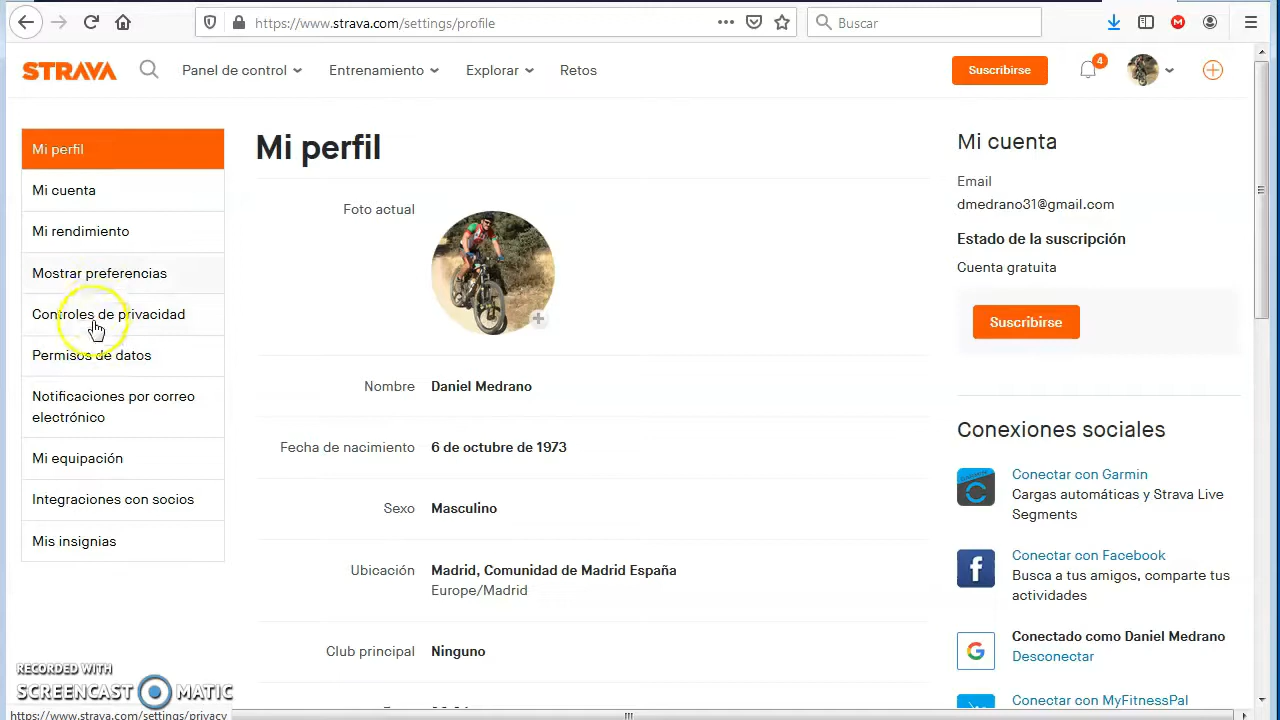 https://www.strava.com/settings/profile
Buscar
STRAVA
Panel de control
Entrenamiento
Explorar
Retos
Suscribirse
4
Mi perfil
Mi cuenta
Mi rendimiento
Mostrar preferencias
Controles de privacidad
Permisos de datos
Notificaciones por correo
electrónico
Mi equipación
Integraciones con socios
Mis insignias
Mi perfil
Foto actual
Nombre Daniel Medrano
Fecha de nacimiento 6 de octubre de 1973
Sexo Masculino
Ubicación Madrid, Comunidad de Madrid España
Europe/Madrid
Club principal Ninguno
Mi cuenta
Email
dmedrano31@gmail.com
Estado de la suscripción
Cuenta gratuita
Suscribirse
Conexiones sociales
Conectar con Garmin
Cargas automáticas y Strava Live
Segments
Conectar con Facebook
Busca a tus amigos, comparte tus
actividades
Conectado como Daniel Medrano
Desconectar
Conectar con MyFitnessPal
RECORDED WITH
SCREENCAST MATIC
https://www.strava.com/settings/privacy